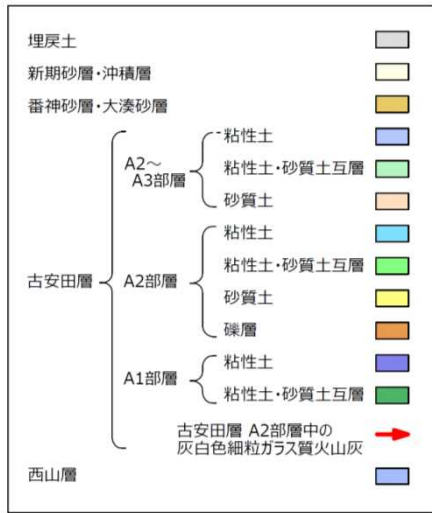 埋戻土
新期砂層・沖積層
番神砂層・大湊砂層
古安田層
A2～
A3部層
粘性土
粘性土・砂質土互層
砂質土
A2部層
粘性土
粘性土・砂質土互層
砂質土
礫層
A1部層
粘性土
粘性土・砂質土互層
古安田層 A2部層中の
灰白色細粒ガラス質火山灰
西山層